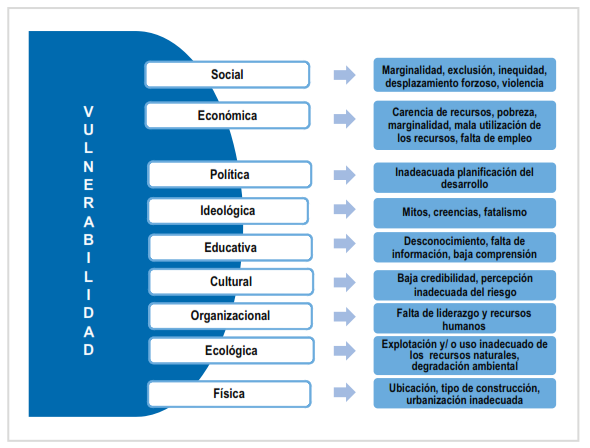 VULNERABILIDAD
Social
Marginalidad, exclusión, inequidad,
desplazamiento forzoso, violencia
Económica
Carencia de recursos, pobreza,
marginalidad, mala utilización de
los recursos, falta de empleo
Política
Inadeacuada planificación del
desarrollo
Ideológica
Mitos, creencias, fatalismo
Educativa
Desconocimiento, falta de
información, baja comprensión
Cultural
Baja credibilidad, percepción
inadecuada del riesgo
Organizacional
Falta de liderazgo y recursos
humanos
Ecológica
Explotación y/ o uso inadecuado de
los recursos naturales,
degradación ambiental
Física
Ubicación, tipo de construcción,
urbanización inadecuada